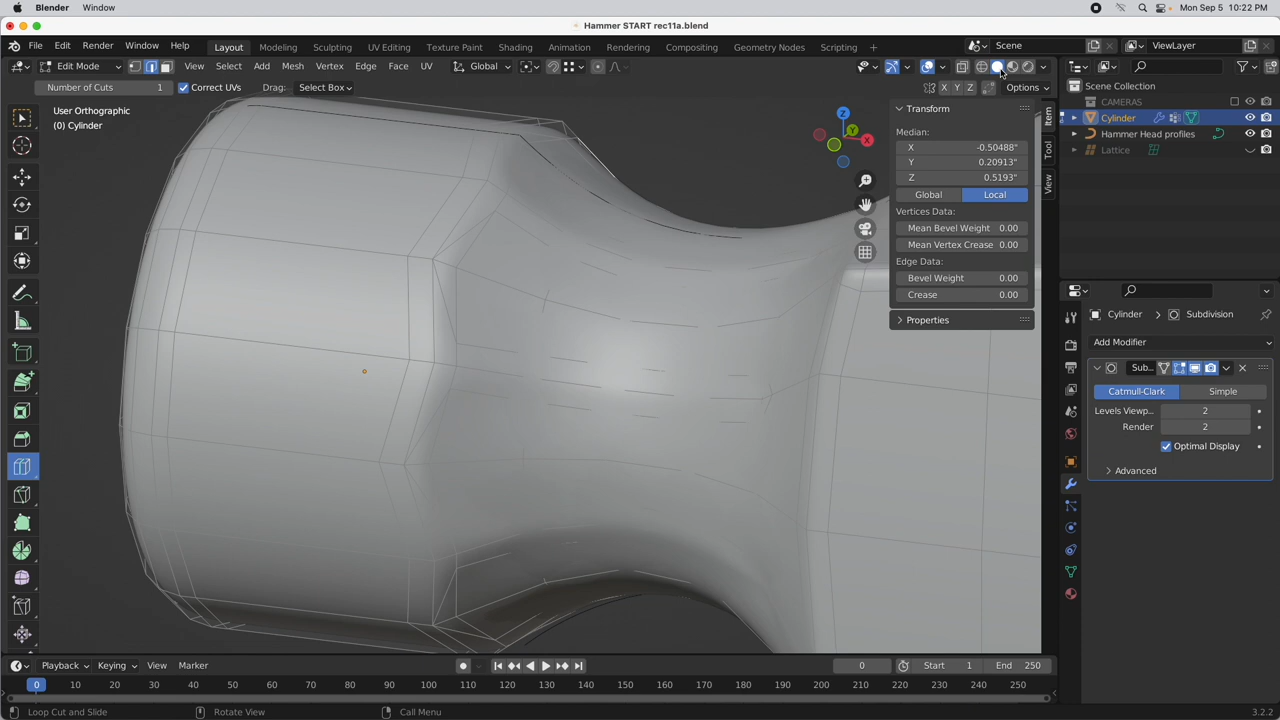 Blender Window Mon Sep 5 10:22 PM
Hammer START rec11a.blend
File Edit Render Window Help Layout Modeling Sculpting UV Editing Texture Paint Shading Animation Rendering Compositing Geometry Nodes Scripting + Scene ViewLayer
Edit Mode View Select Add Mesh Vertex Edge Face UV Global
Number of Cuts 1 Correct UVs Drag: Select Box X Y Z Options
User Orthographic
(0) Cylinder
Z
Y
X
Transform
Median:
X -0.50488"
Y 0.20913"
Z 0.5193"
Global Local
Vertices Data:
Mean Bevel Weight 0.00
Mean Vertex Crease 0.00
Edge Data:
Bevel Weight 0.00
Crease 0.00
Properties
Item
Tool
View
Scene Collection
CAMERAS
Cylinder
Hammer Head profiles
Lattice
Cylinder > Subdivision
Add Modifier
Sub..
Catmull-Clark Simple
Levels Viewp... 2
Render 2
Optimal Display
Advanced
Playback Keying View Marker 0 Start 1 End 250
0 10 20 30 40 50 60 70 80 90 100 110 120 130 140 150 160 170 180 190 200 210 220 230 240 250
Loop Cut and Slide Rotate View Call Menu 3.2.2